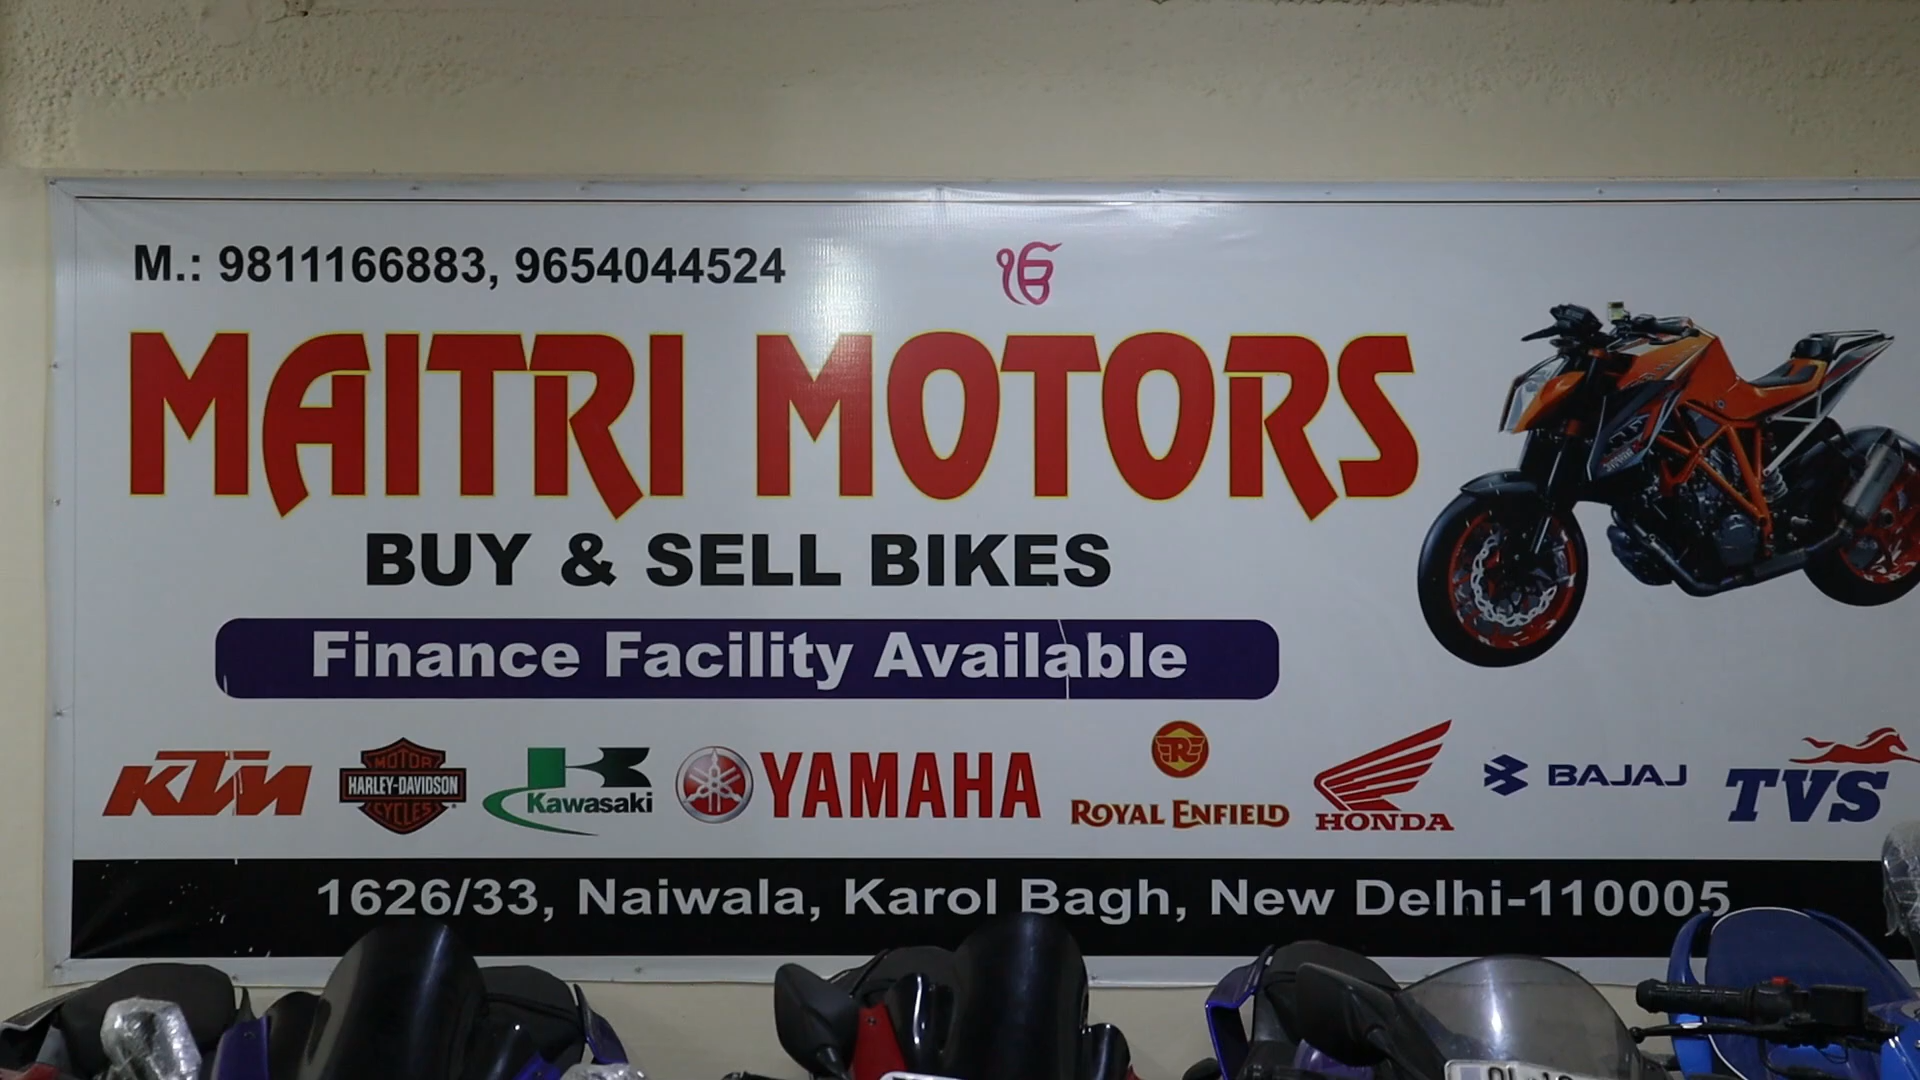 M.: 9811166883, 9654044524
ੴ
MAITRI MOTORS
BUY & SELL BIKES
Finance Facility Available
KTM
MOTOR
HARLEY-DAVIDSON
CYCLES
Kawasaki
YAMAHA
R
ROYAL ENFIELD
HONDA
BAJAJ
TVS
1626/33, Naiwala, Karol Bagh, New Delhi-110005